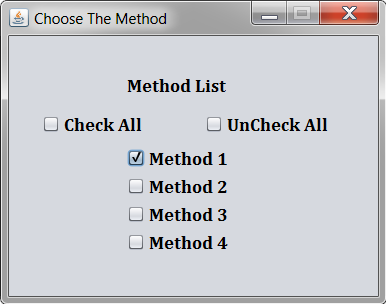 Choose The Method
Method List
Check All UnCheck All
Method 1
Method 2
Method 3
Method 4